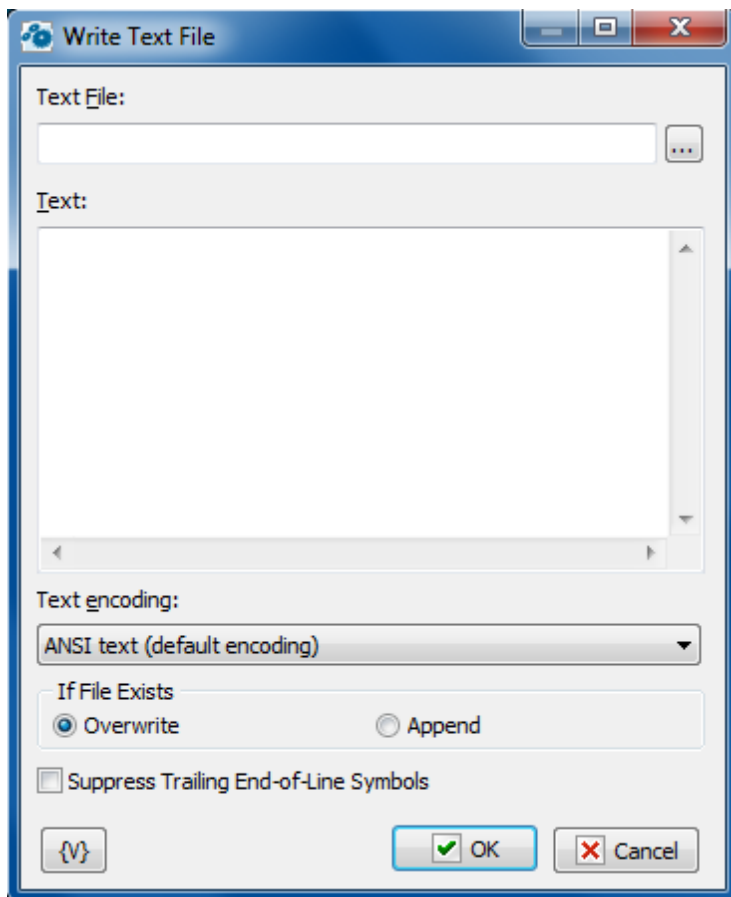 Write Text File
Text File:
...
Text:
Text encoding:
ANSI text (default encoding)
If File Exists
Overwrite Append
Suppress Trailing End-of-Line Symbols
{V} OK Cancel